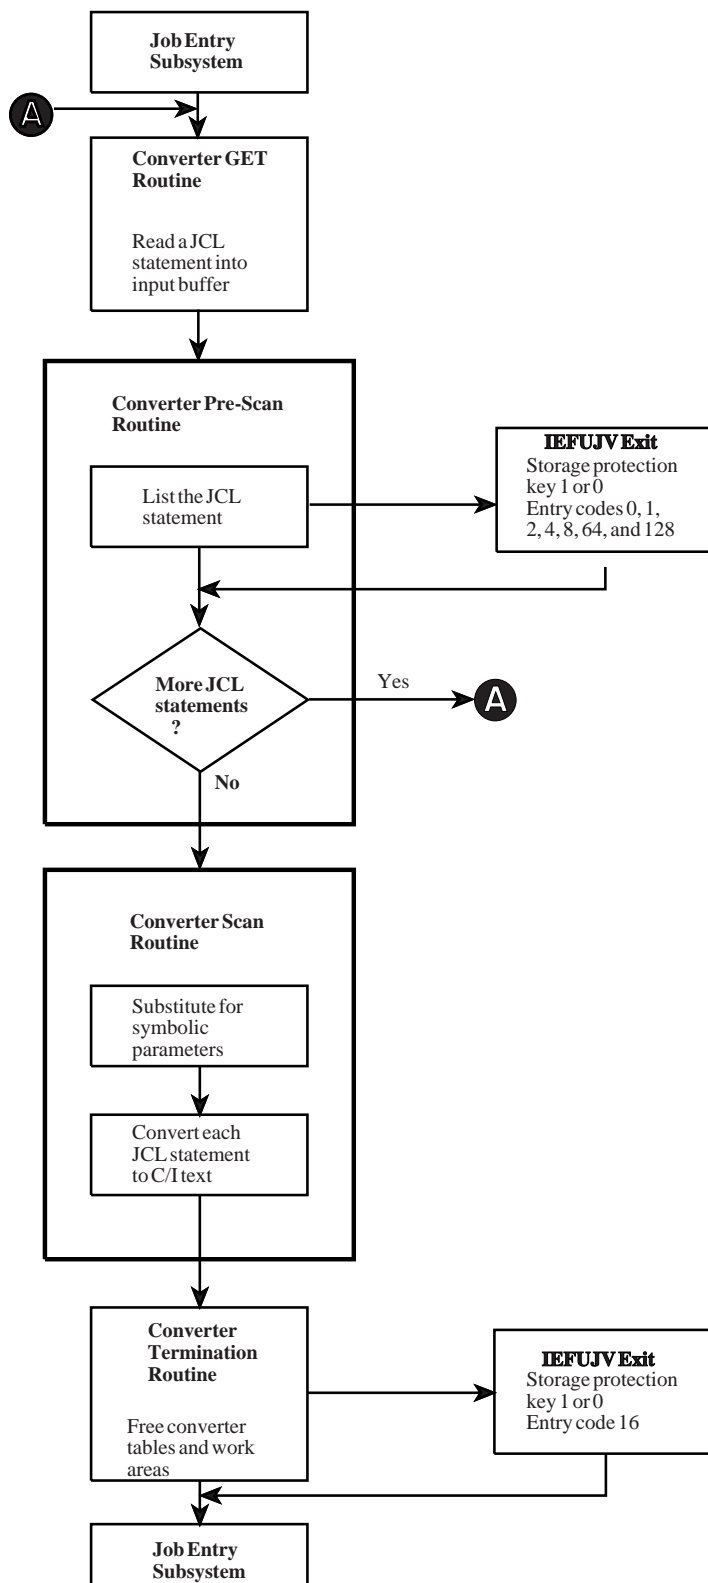 Job Entry
Subsystem
A
Converter GET
Routine
Read a JCL
statement into
input buffer
Converter Pre-Scan
Routine
List the JCL
statement
IEFUJV Exit
Storage protection
key 1 or 0
Entry codes 0, 1,
2, 4, 8, 64, and 128
More JCL
statements
?
Yes
A
No
Converter Scan
Routine
Substitute for
symbolic
parameters
Convert each
JCL statement
to C/I text
Converter
Termination
Routine
Free converter
tables and work
areas
IEFUJV Exit
Storage protection
key 1 or 0
Entry code 16
Job Entry
Subsystem